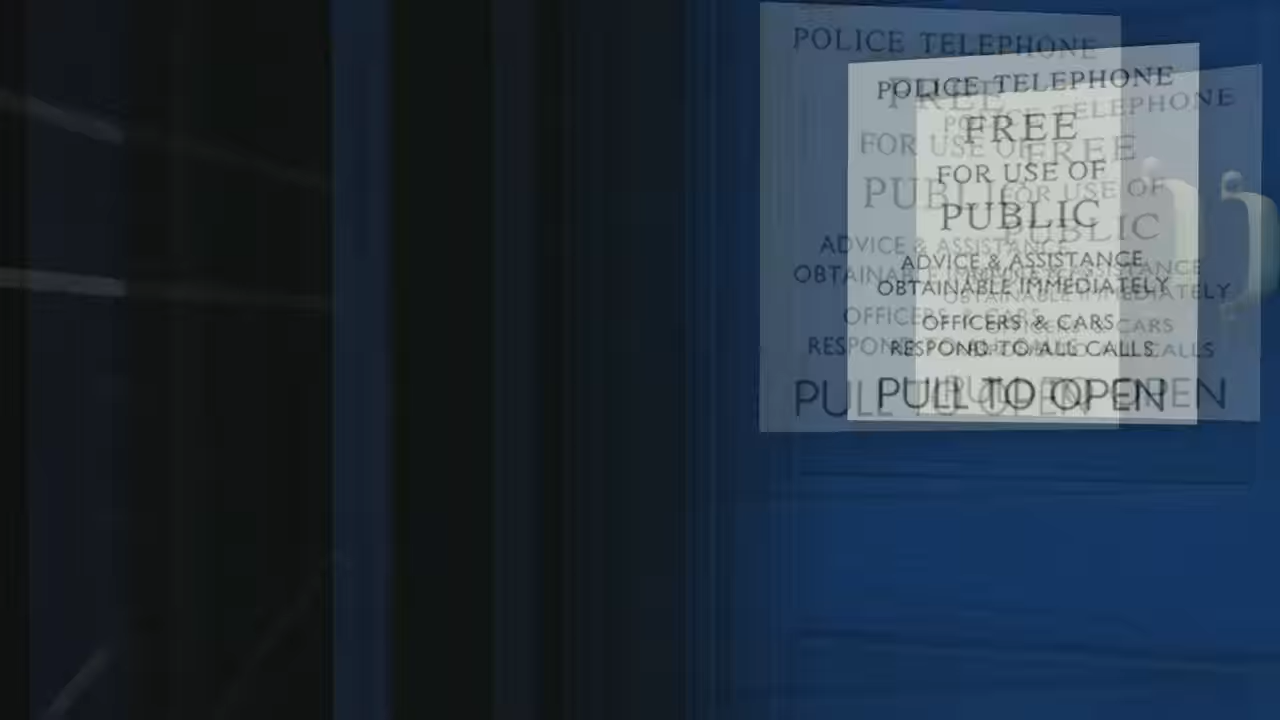 POLICE TELEPHONE
FREE
FOR USE OF
PUBLIC
ADVICE & ASSISTANCE
OBTAINABLE IMMEDIATELY
OFFICERS & CARS
RESPOND TO ALL CALLS
PULL TO OPEN